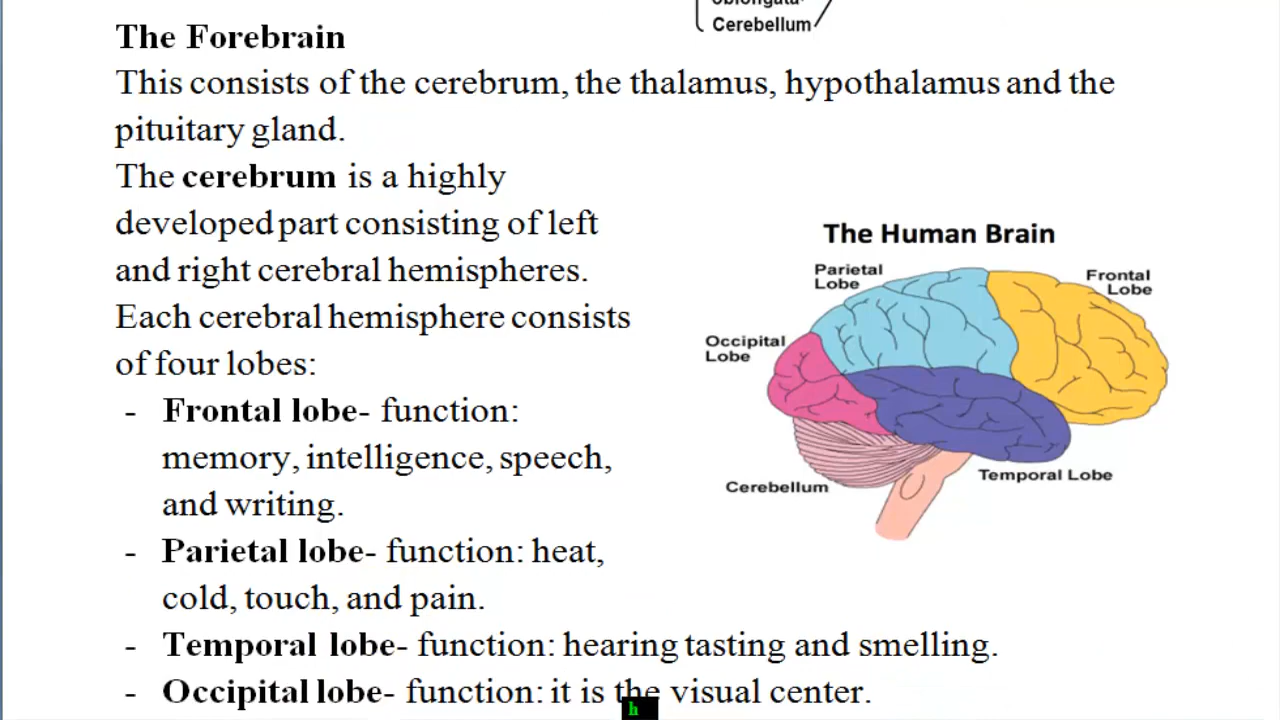 oblongata
Cerebellum
The Forebrain
This consists of the cerebrum, the thalamus, hypothalamus and the
pituitary gland.
The cerebrum is a highly
developed part consisting of left
and right cerebral hemispheres.
Each cerebral hemisphere consists
of four lobes:
- Frontal lobe- function:
memory, intelligence, speech,
and writing.
- Parietal lobe- function: heat,
cold, touch, and pain.
- Temporal lobe- function: hearing tasting and smelling.
- Occipital lobe- function: it is the visual center.
The Human Brain
Parietal
Lobe
Frontal
Lobe
Occipital
Lobe
Temporal Lobe
Cerebellum
h